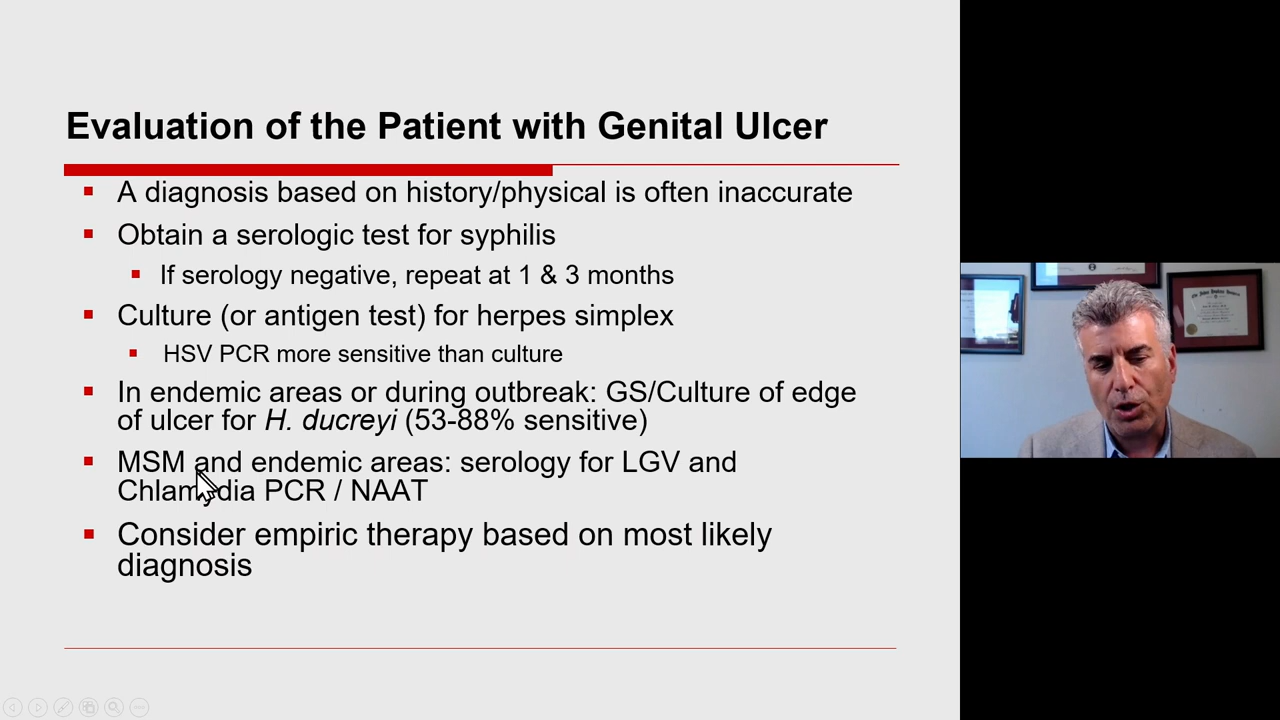 Evaluation of the Patient with Genital Ulcer
A diagnosis based on history/physical is often inaccurate
Obtain a serologic test for syphilis
If serology negative, repeat at 1 & 3 months
Culture (or antigen test) for herpes simplex
HSV PCR more sensitive than culture
In endemic areas or during outbreak: GS/Culture of edge
of ulcer for H. ducreyi (53-88% sensitive)
MSM and endemic areas: serology for LGV and
Chlamydia PCR / NAAT
Consider empiric therapy based on most likely
diagnosis